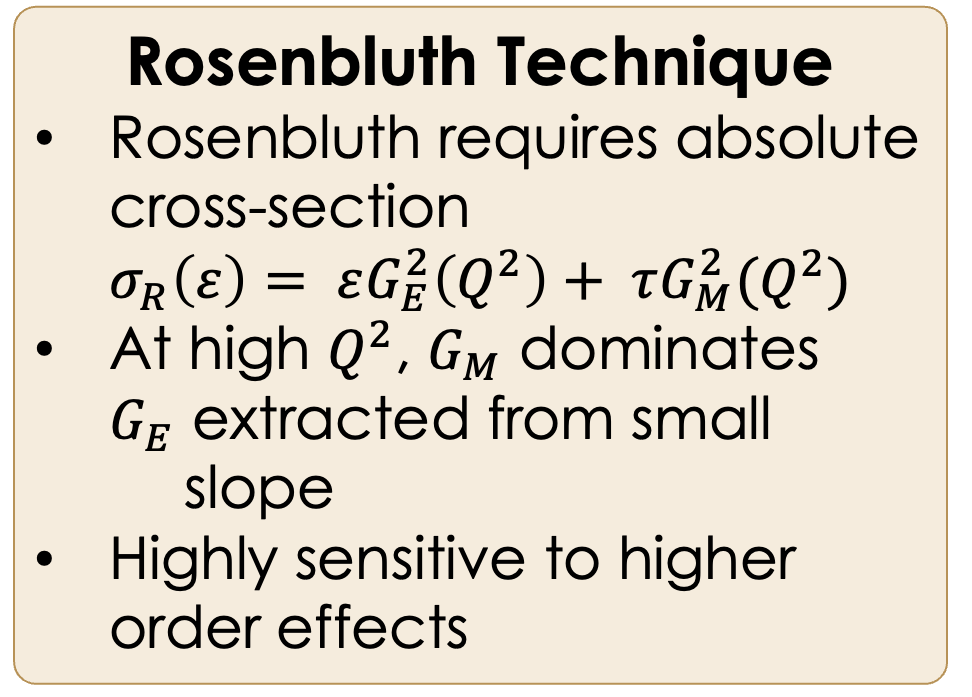 Rosenbluth Technique
• Rosenbluth requires absolute
cross-section
σ_R(ε) = εG_E^2(Q^2) + τG_M^2(Q^2)
• At high Q^2, G_M dominates
G_E extracted from small
slope
• Highly sensitive to higher
order effects